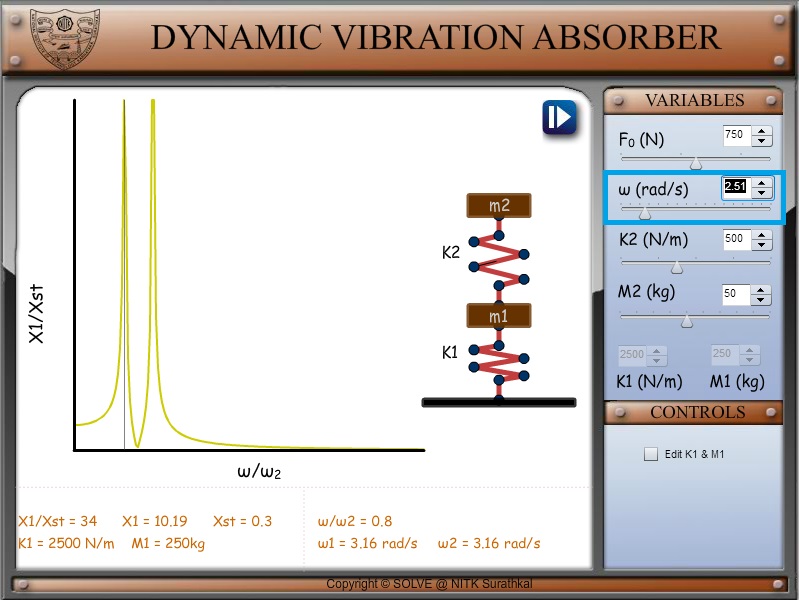 DYNAMIC VIBRATION ABSORBER
VARIABLES
F₀ (N)
750
ω (rad/s)
2.51
K2 (N/m)
500
M2 (kg)
50
2500
250
K1 (N/m)
M1 (kg)
CONTROLS
Edit K1 & M1
m2
K2
m1
K1
X1/Xst
ω/ω₂
X1/Xst = 34 X1 = 10.19 Xst = 0.3
K1 = 2500 N/m M1 = 250kg
ω/ω2 = 0.8
ω1 = 3.16 rad/s ω2 = 3.16 rad/s
Copyright © SOLVE @ NITK Surathkal